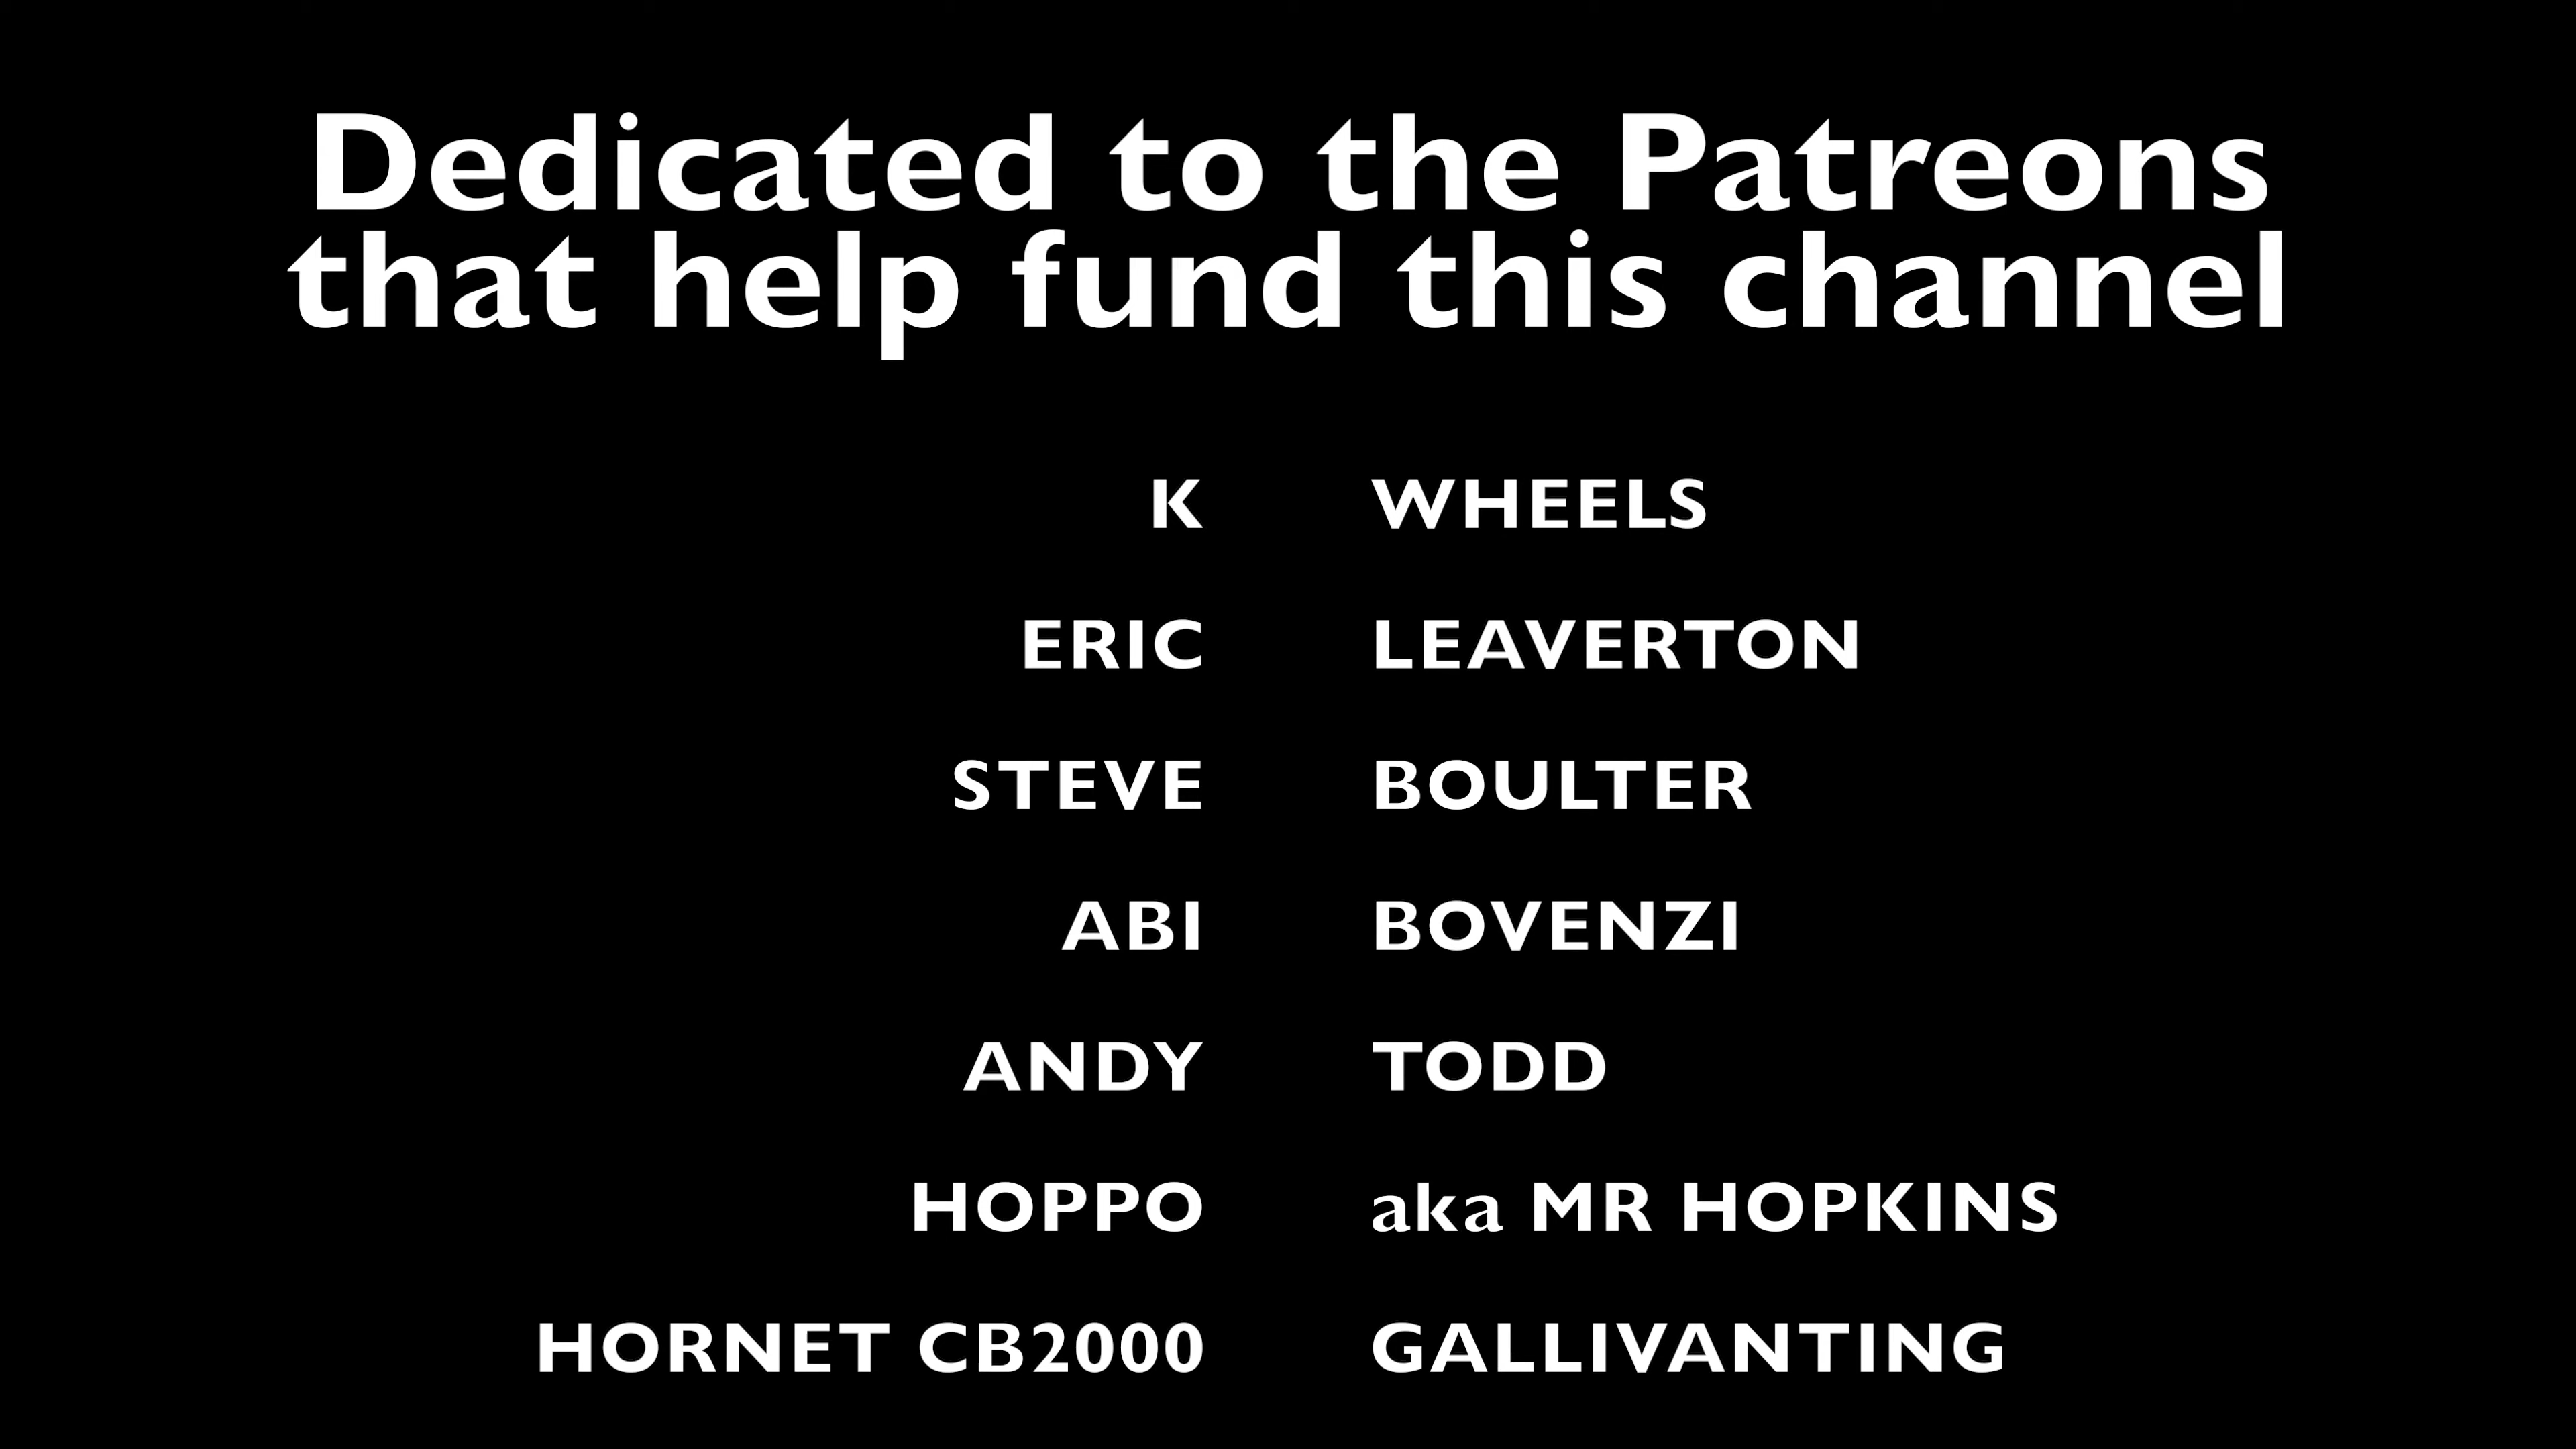 Dedicated to the Patreons
that help fund this channel
K WHEELS
ERIC LEAVERTON
STEVE BOULTER
ABI BOVENZI
ANDY TODD
HOPPO aka MR HOPKINS
HORNET CB2000 GALLIVANTING